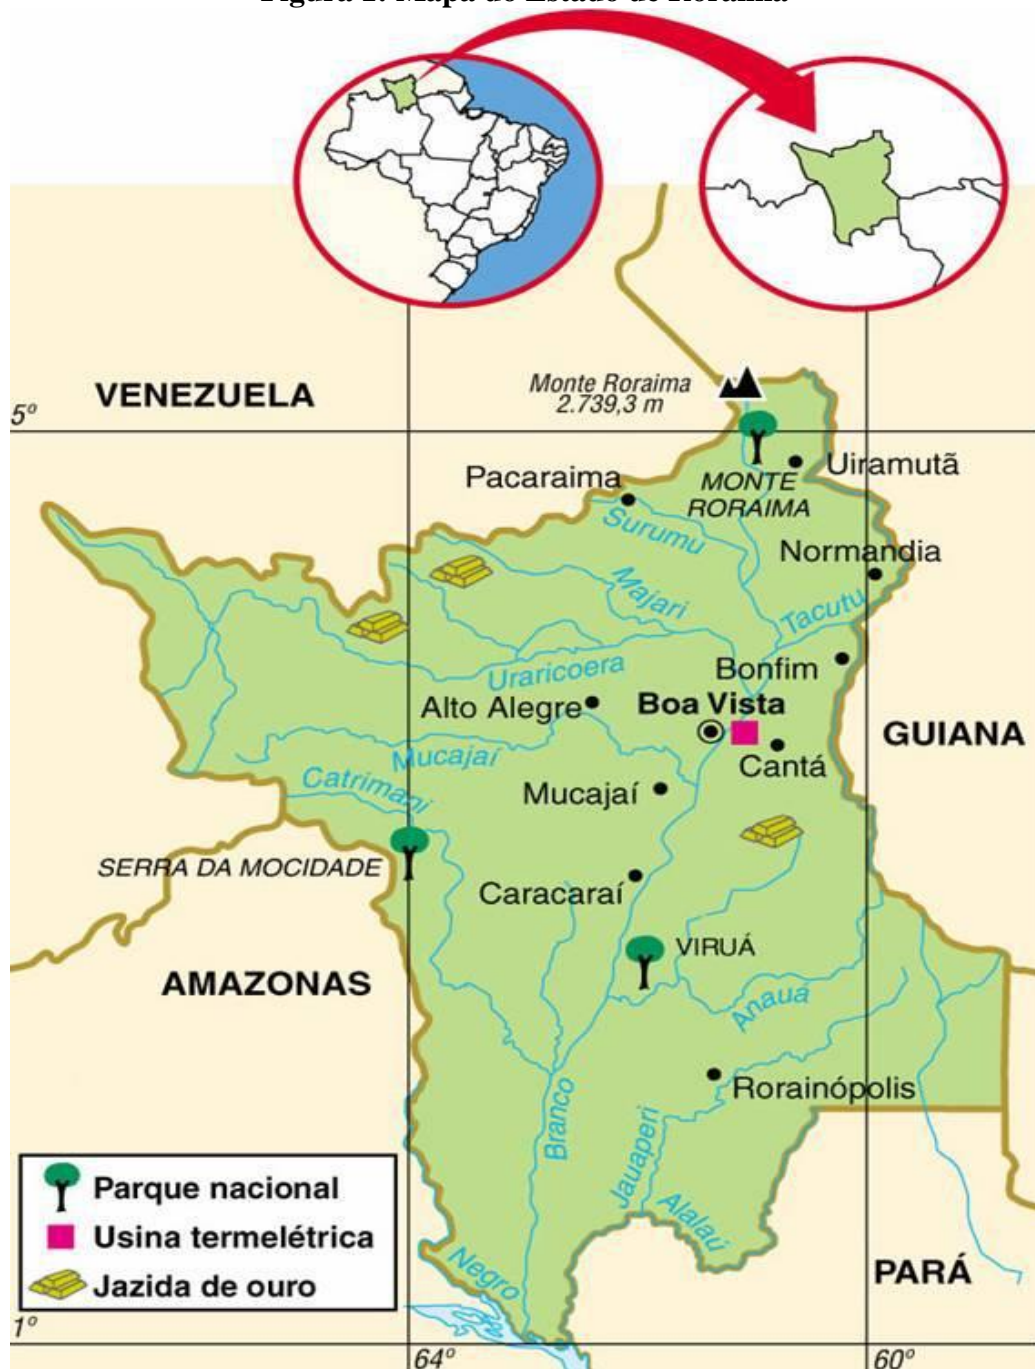 Figura 1: Mapa do Estado de Roraima
VENEZUELA
Monte Roraima
2.739,3 m
5º
Pacaraima
MONTE
RORAIMA
Uiramutã
Surumu
Normandia
Majari
Tacutu
Uraricoera
Bonfim
Alto Alegre
Boa Vista
GUIANA
Mucajaí
Cantá
Catrimani
Mucajaí
SERRA DA MOCIDADE
Caracaraí
VIRUÁ
AMAZONAS
Anauá
Rorainópolis
Branco
Jauaperi
Alalaú
Parque nacional
Usina termelétrica
Jazida de ouro
Negro
PARÁ
1º
64º
60º